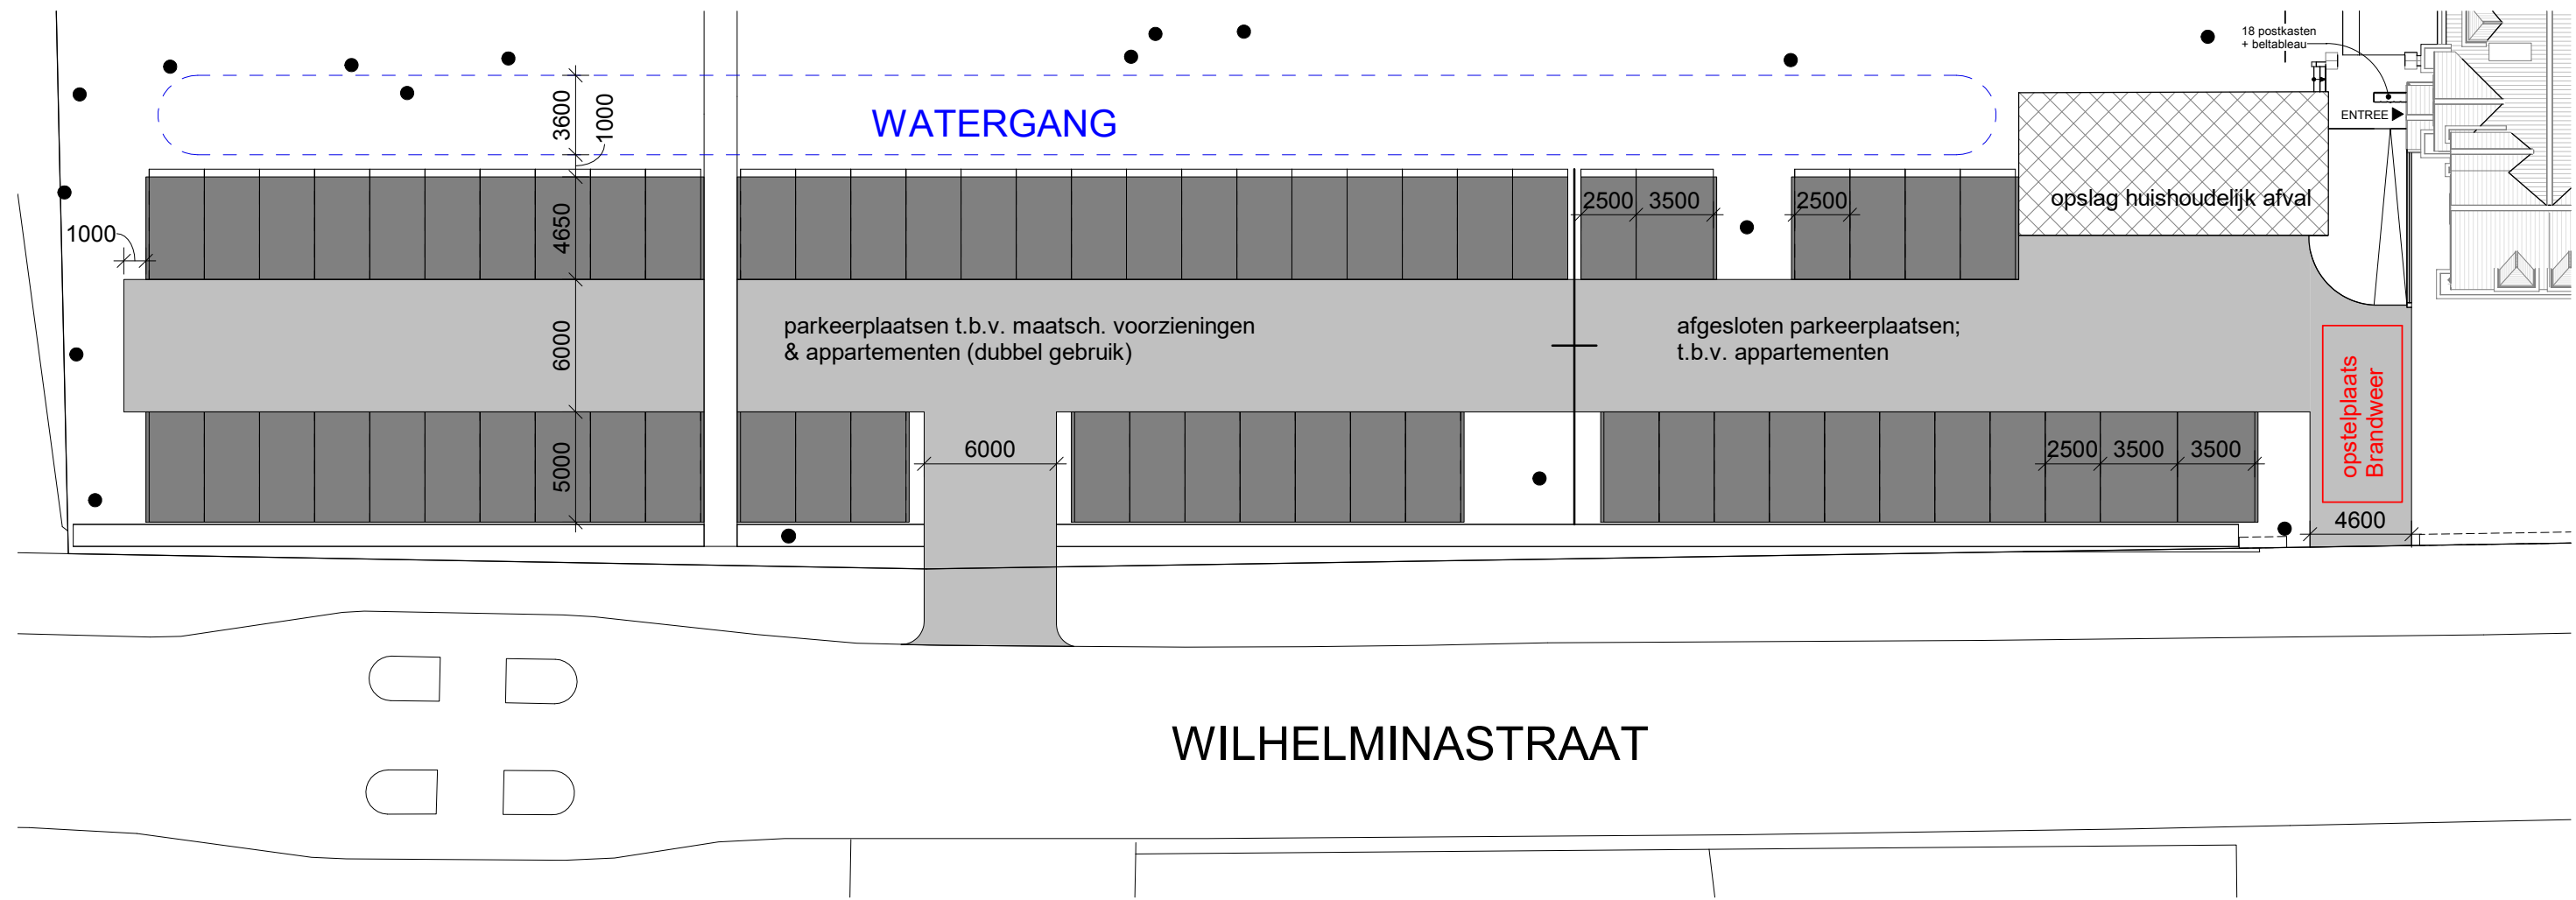 18 postkasten
+ beltableau
ENTREE
3600
1000
WATERGANG
2500
3500
2500
opslag huishoudelijk afval
4650
1000
parkeerplaatsen t.b.v. maatsch. voorzieningen
& appartementen (dubbel gebruik)
afgesloten parkeerplaatsen;
t.b.v. appartementen
6000
opstelplaats
Brandweer
5000
6000
2500
3500
3500
4600
WILHELMINASTRAAT